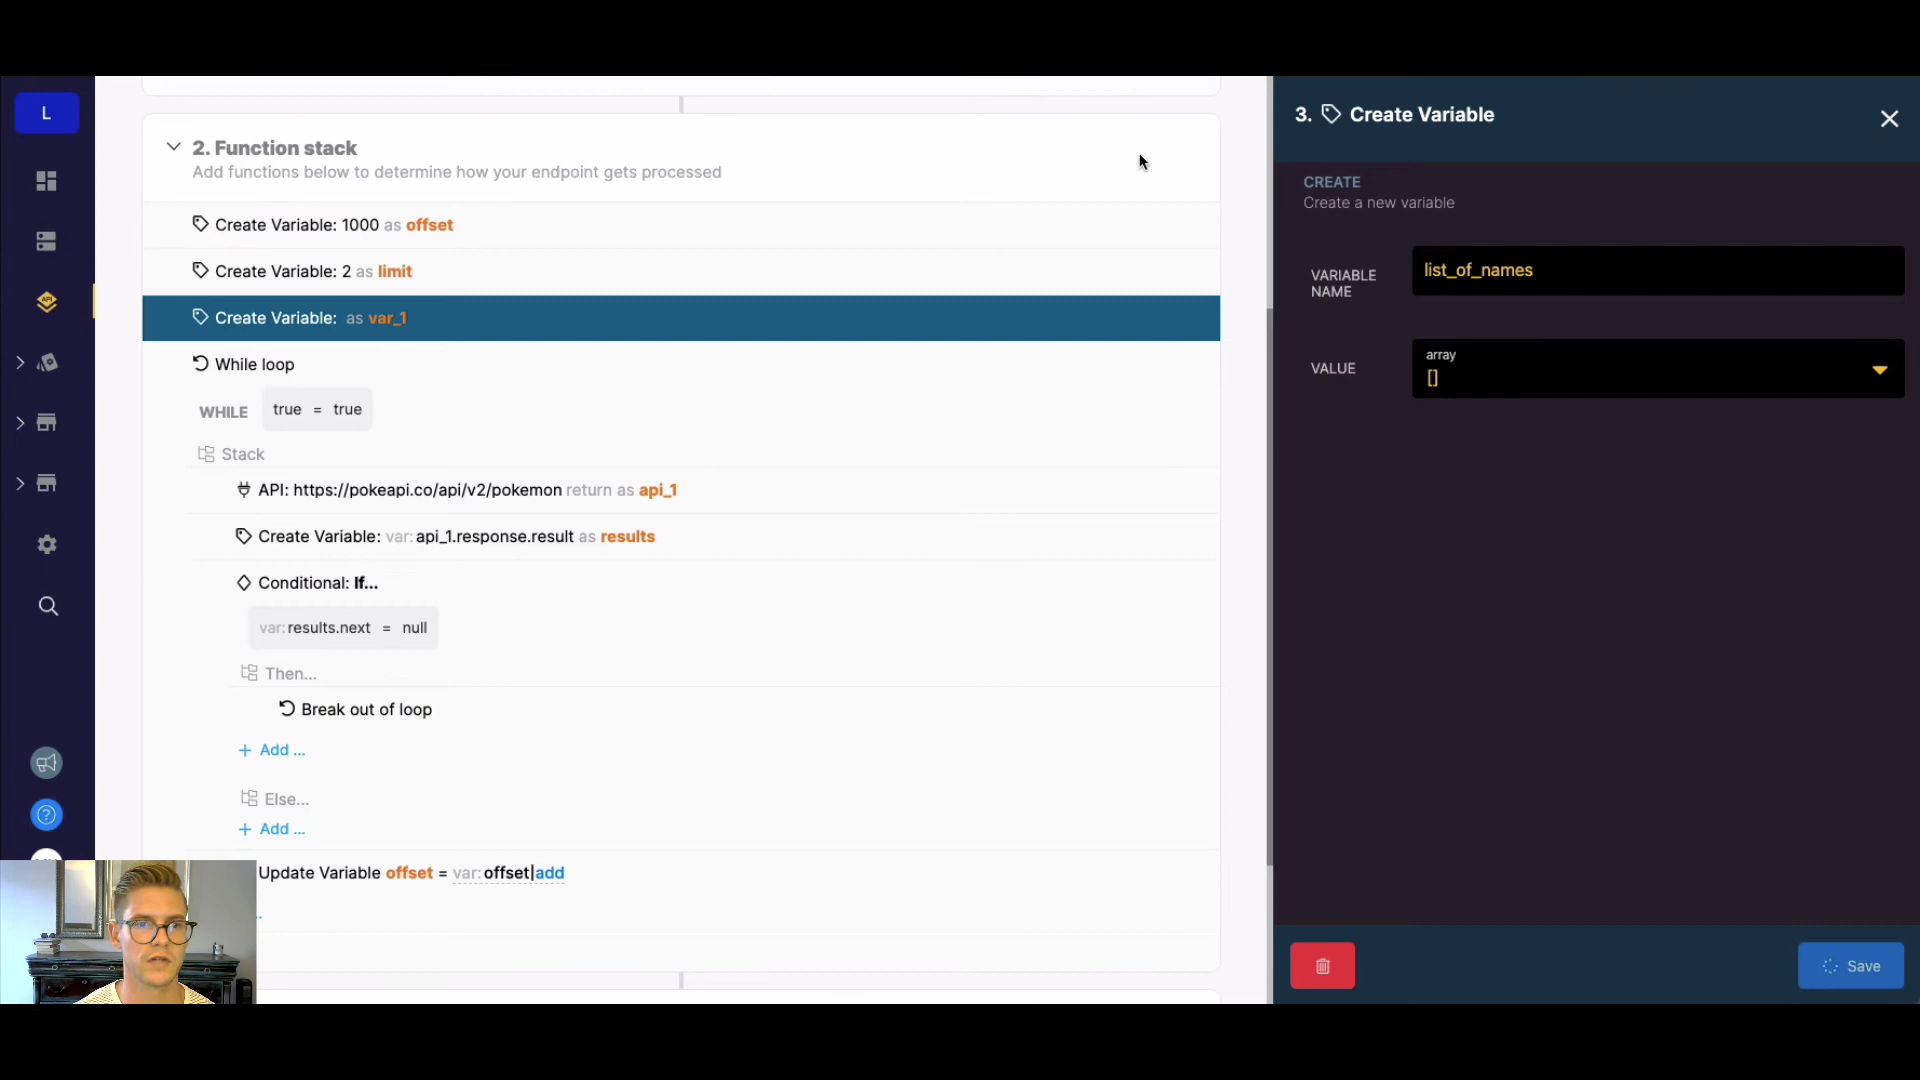 L
2. Function stack
Add functions below to determine how your endpoint gets processed
Create Variable: 1000 as offset
Create Variable: 2 as limit
Create Variable: as var_1
While loop
WHILE true = true
Stack
API: https://pokeapi.co/api/v2/pokemon return as api_1
Create Variable: var: api_1.response.result as results
Conditional: If...
var: results.next = null
Then...
Break out of loop
+ Add ...
Else...
+ Add ...
Update Variable offset = var: offset|add
3. Create Variable
CREATE
Create a new variable
VARIABLE
NAME
list_of_names
VALUE
array
[]
Save
API
?